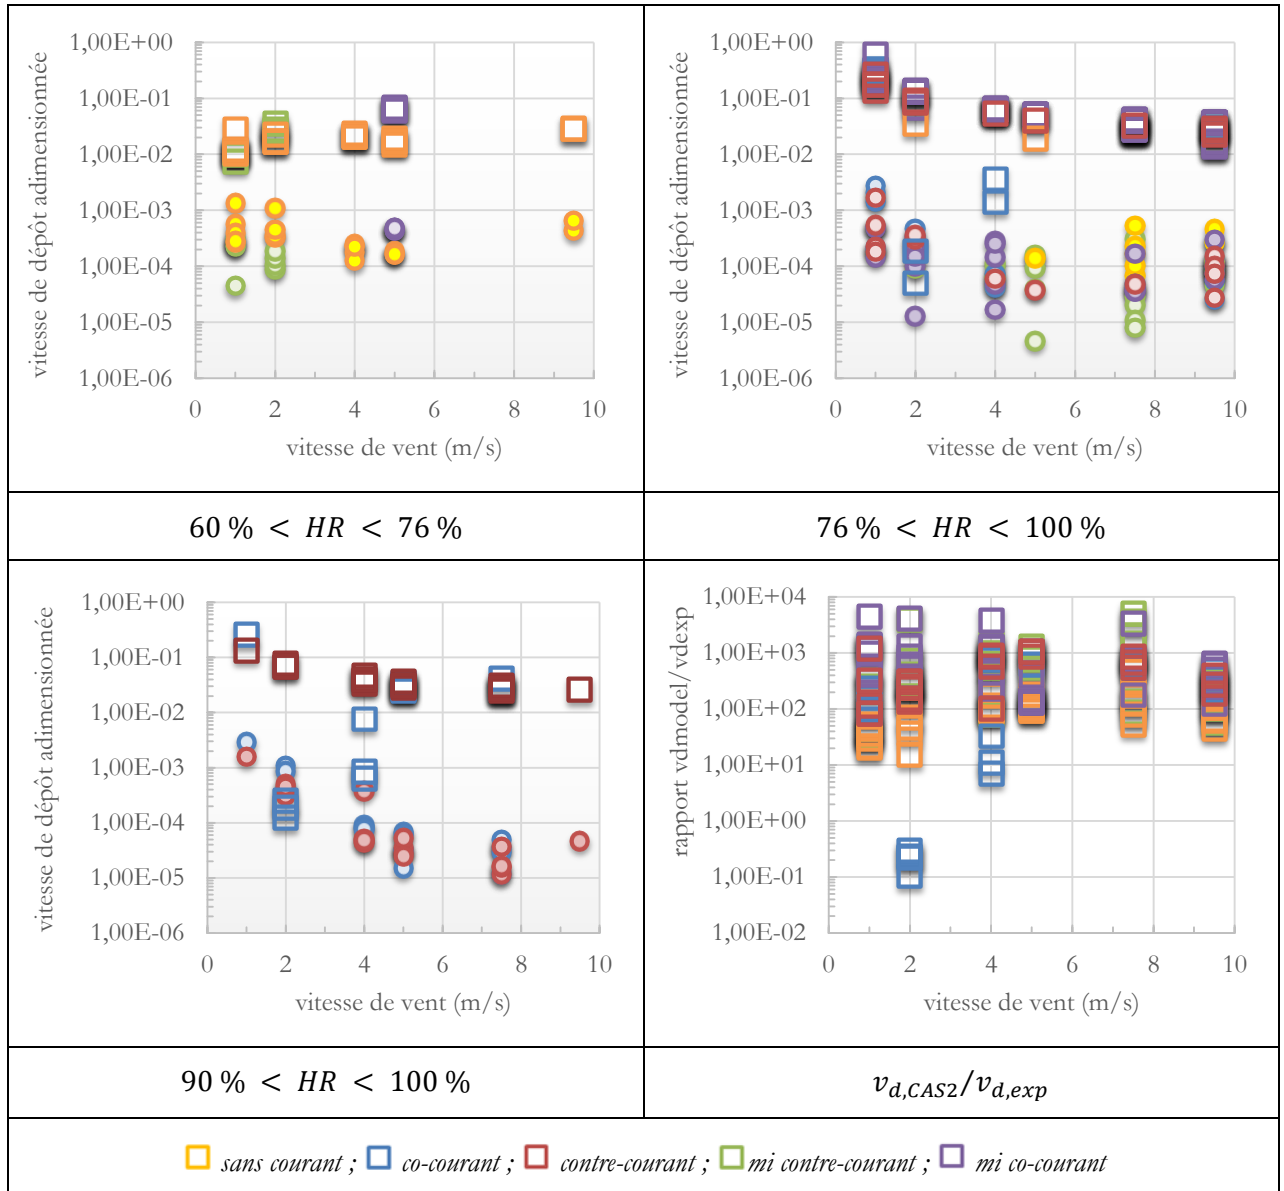 vitesse de dépôt adimensionnée
1,00E+00
1,00E-01
1,00E-02
1,00E-03
1,00E-04
1,00E-05
1,00E-06
0 2 4 6 8 10
vitesse de vent (m/s)
vitesse de dépôt adimensionnée
1,00E+00
1,00E-01
1,00E-02
1,00E-03
1,00E-04
1,00E-05
1,00E-06
0 2 4 6 8 10
vitesse de vent (m/s)
60 % < HR < 76 %
76 % < HR < 100 %
vitesse de dépôt adimensionnée
1,00E+00
1,00E-01
1,00E-02
1,00E-03
1,00E-04
1,00E-05
1,00E-06
0 2 4 6 8 10
vitesse de vent (m/s)
rapport vdmodel/vdexp
1,00E+04
1,00E+03
1,00E+02
1,00E+01
1,00E+00
1,00E-01
1,00E-02
0 2 4 6 8 10
vitesse de vent (m/s)
90 % < HR < 100 %
v_{d,CAS2}/v_{d,exp}
sans courant ; co-courant ; contre-courant ; mi contre-courant ; mi co-courant